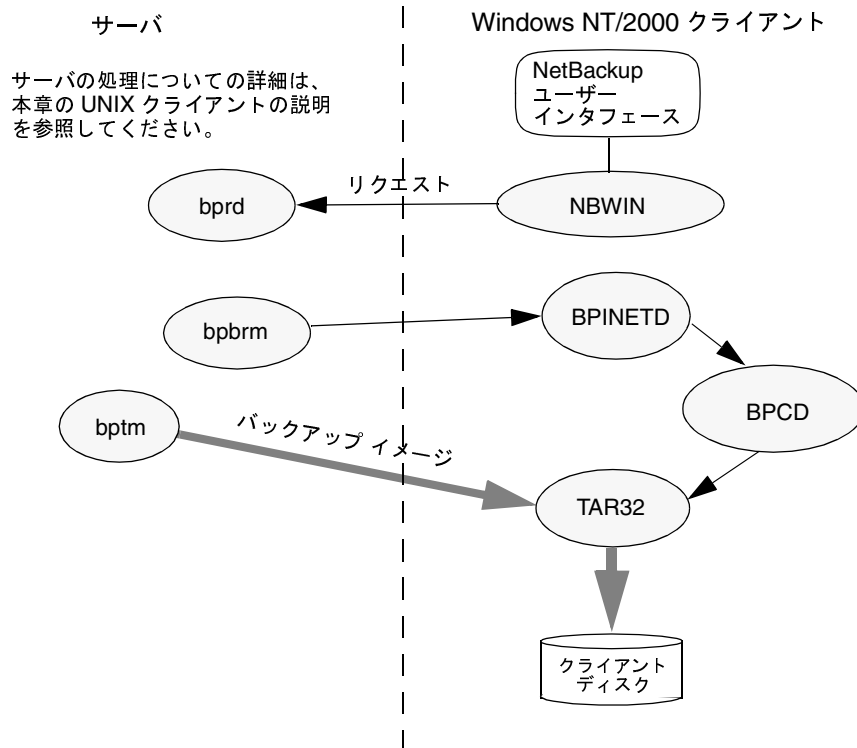 サーバ
Windows NT/2000 クライアント
サーバの処理についての詳細は、
本章の UNIX クライアントの説明
を参照してください。
NetBackup
ユーザー
インタフェース
リクエスト
bprd
NBWIN
bpbrm
BPINETD
BPCD
bptm
バックアップ イメージ
TAR32
クライアント
ディスク